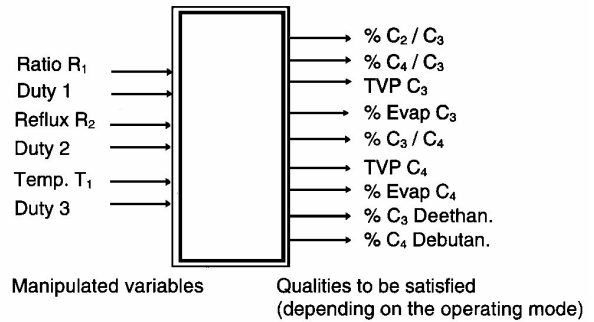 Ratio R₁
Duty 1
Reflux R₂
Duty 2
Temp. T₁
Duty 3
% C₂ / C₃
% C₄ / C₃
TVP C₃
% Evap C₃
% C₃ / C₄
TVP C₄
% Evap C₄
% C₃ Deethan.
% C₄ Debutan.
Manipulated variables
Qualities to be satisfied
(depending on the operating mode)